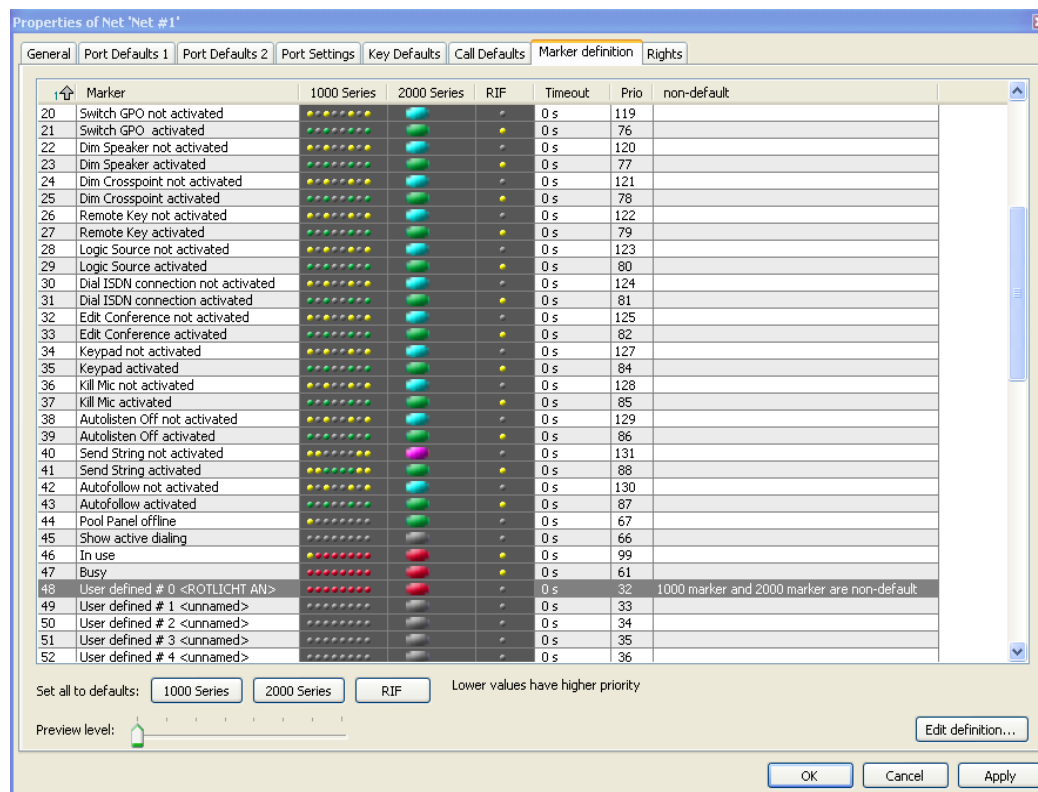 Properties of Net 'Net #1'
General Port Defaults 1 Port Defaults 2 Port Settings Key Defaults Call Defaults Marker definition Rights
1 Marker 1000 Series 2000 Series RIF Timeout Prio non-default
20 Switch GPO not activated 0 s 119
21 Switch GPO activated 0 s 76
22 Dim Speaker not activated 0 s 120
23 Dim Speaker activated 0 s 77
24 Dim Crosspoint not activated 0 s 121
25 Dim Crosspoint activated 0 s 78
26 Remote Key not activated 0 s 122
27 Remote Key activated 0 s 79
28 Logic Source not activated 0 s 123
29 Logic Source activated 0 s 80
30 Dial ISDN connection not activated 0 s 124
31 Dial ISDN connection activated 0 s 81
32 Edit Conference not activated 0 s 125
33 Edit Conference activated 0 s 82
34 Keypad not activated 0 s 127
35 Keypad activated 0 s 84
36 Kill Mic not activated 0 s 128
37 Kill Mic activated 0 s 85
38 Autolisten Off not activated 0 s 129
39 Autolisten Off activated 0 s 86
40 Send String not activated 0 s 131
41 Send String activated 0 s 88
42 Autofollow not activated 0 s 130
43 Autofollow activated 0 s 87
44 Pool Panel offline 0 s 67
45 Show active dialing 0 s 66
46 In use 0 s 99
47 Busy 0 s 61
48 User defined # 0 <ROTLICHT AN> 0 s 32 1000 marker and 2000 marker are non-default
49 User defined # 1 <unnamed> 0 s 33
50 User defined # 2 <unnamed> 0 s 34
51 User defined # 3 <unnamed> 0 s 35
52 User defined # 4 <unnamed> 0 s 36
Set all to defaults: 1000 Series 2000 Series RIF Lower values have higher priority
Preview level: Edit definition...
OK Cancel Apply